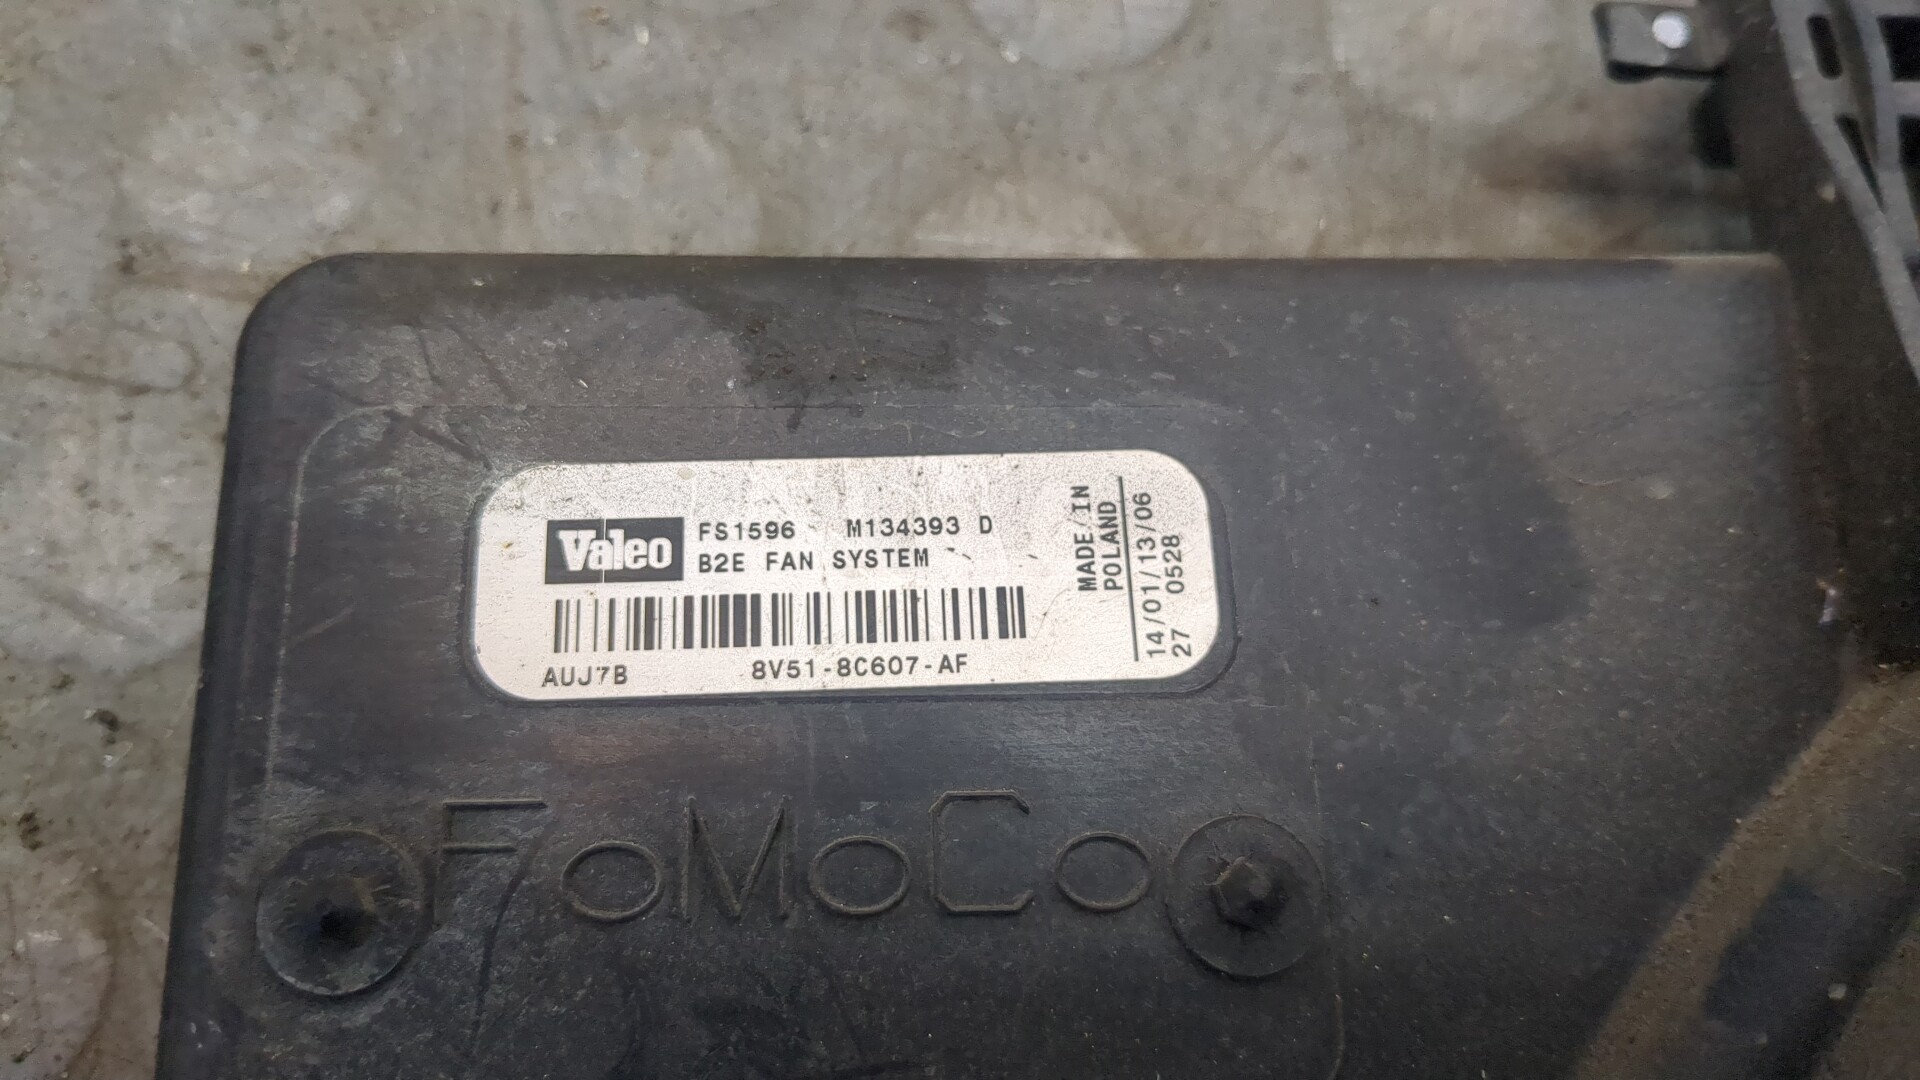 Valeo FS1596 M134393 D
B2E FAN SYSTEM
AUJ7B 8V51-8C607-AF
MADE/IN
POLAND
14/01/13/06
27 0528
FoMoCo